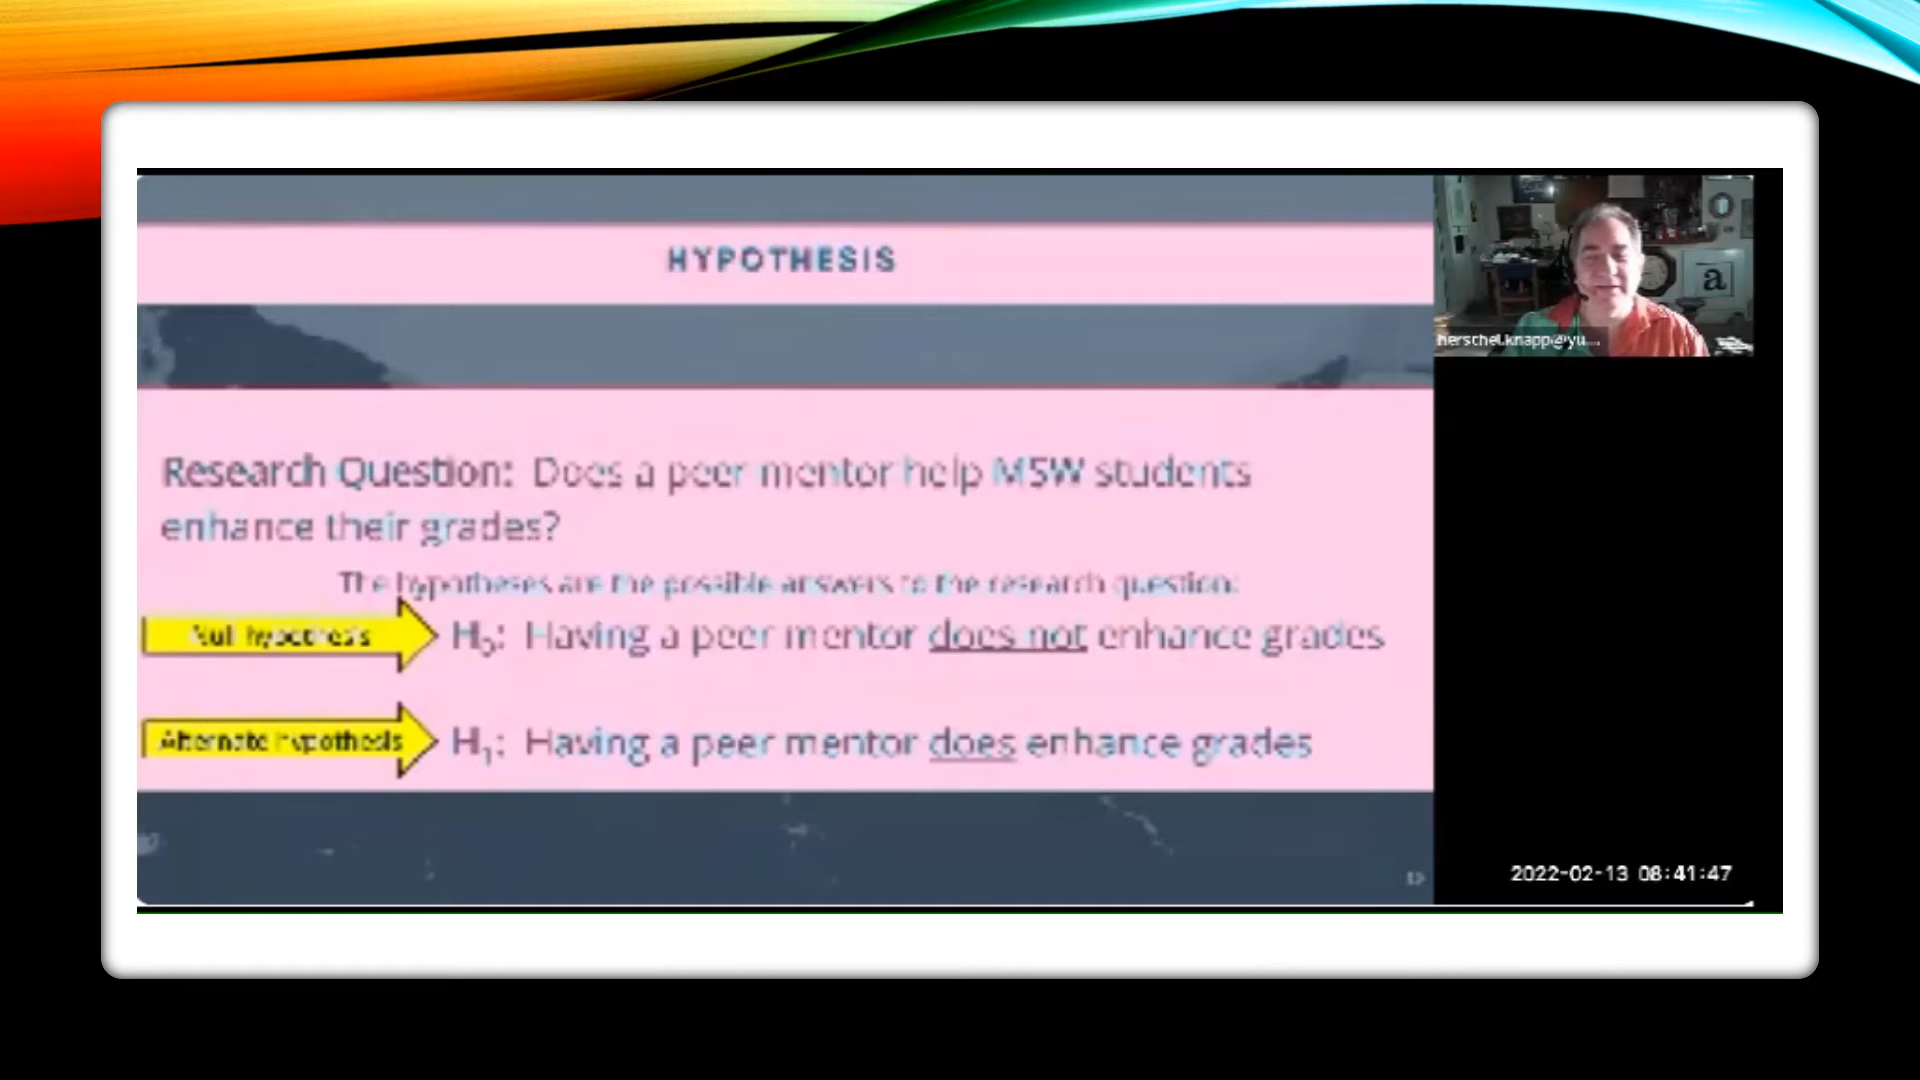 HYPOTHESIS
Research Question: Does a peer mentor help MSW students
enhance their grades?
The hypotheses are the possible answers to the research question:
Null hypothesis
H0: Having a peer mentor does not enhance grades
Alternate hypothesis
H1: Having a peer mentor does enhance grades
herschel.knapp@yu....
a
2022-02-13 08:41:47